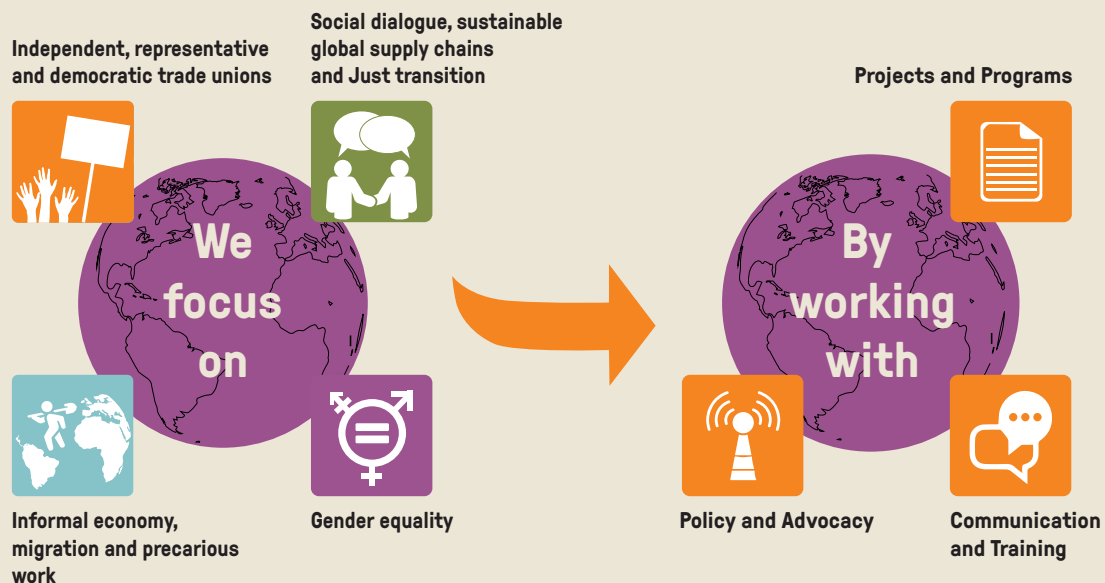 Independent, representative
and democratic trade unions
Social dialogue, sustainable
global supply chains
and Just transition
We
focus
on
Informal economy,
migration and precarious
work
Gender equality
Projects and Programs
By
working
with
Policy and Advocacy
Communication
and Training